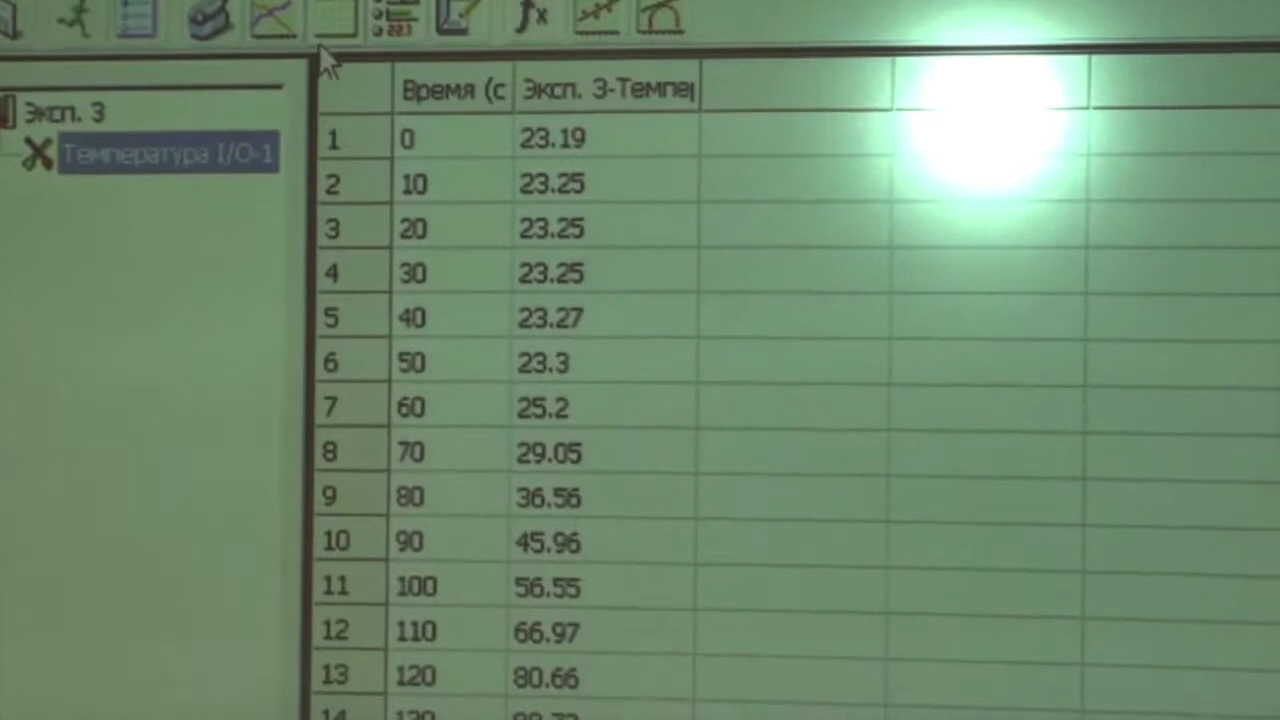 Эксп. 3
Температура I/O-1
Время (с Эксп. 3-Темпер
1 0 23.19
2 10 23.25
3 20 23.25
4 30 23.25
5 40 23.27
6 50 23.3
7 60 25.2
8 70 29.05
9 80 36.56
10 90 45.96
11 100 56.55
12 110 66.97
13 120 80.66
14 130